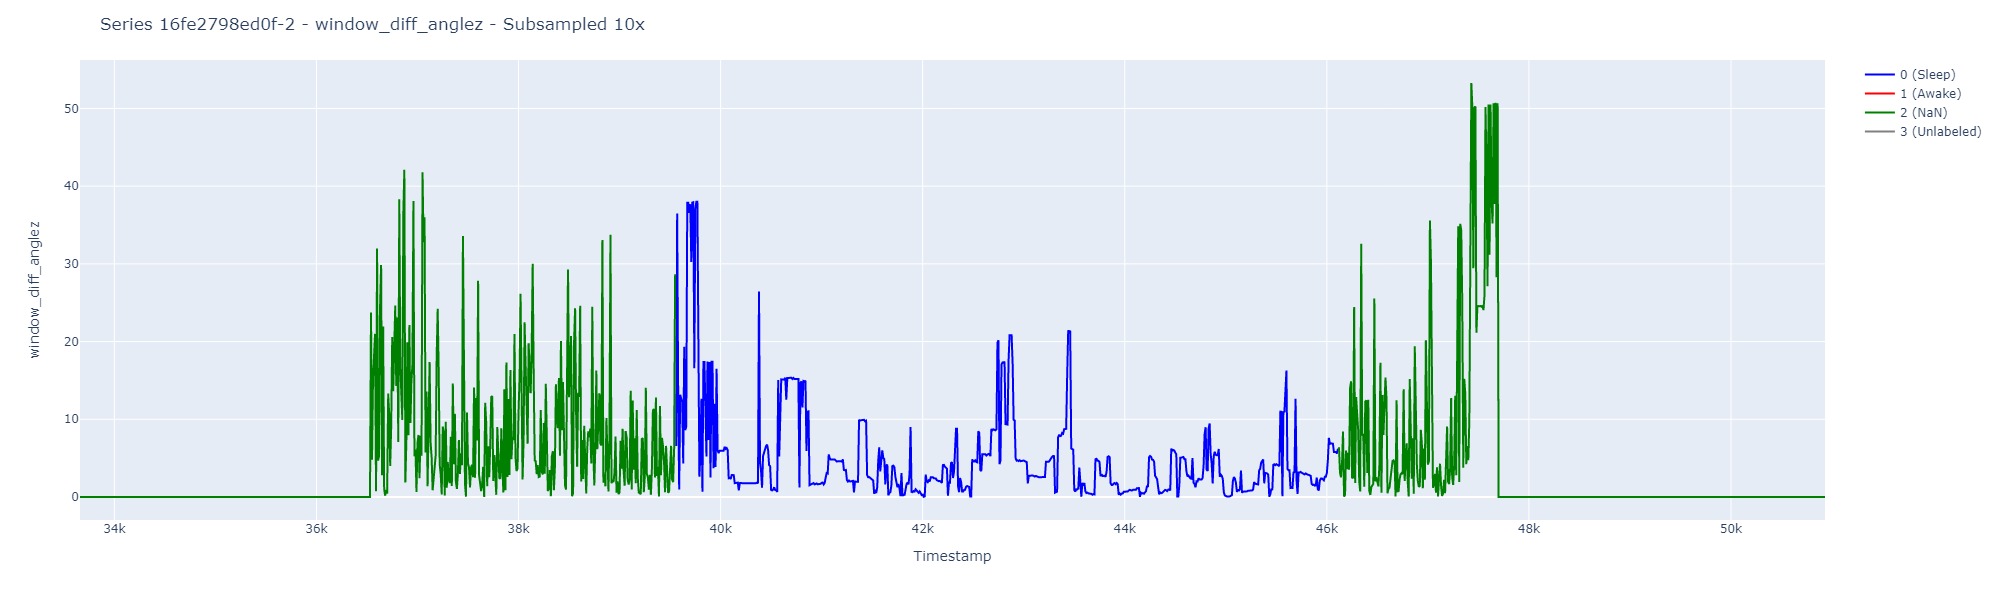 Series 16fe2798ed0f-2 - window_diff_anglez - Subsampled 10x
0 (Sleep)
1 (Awake)
2 (NaN)
3 (Unlabeled)
window_diff_anglez
50
40
30
20
10
0
34k 36k 38k 40k 42k 44k 46k 48k 50k
Timestamp